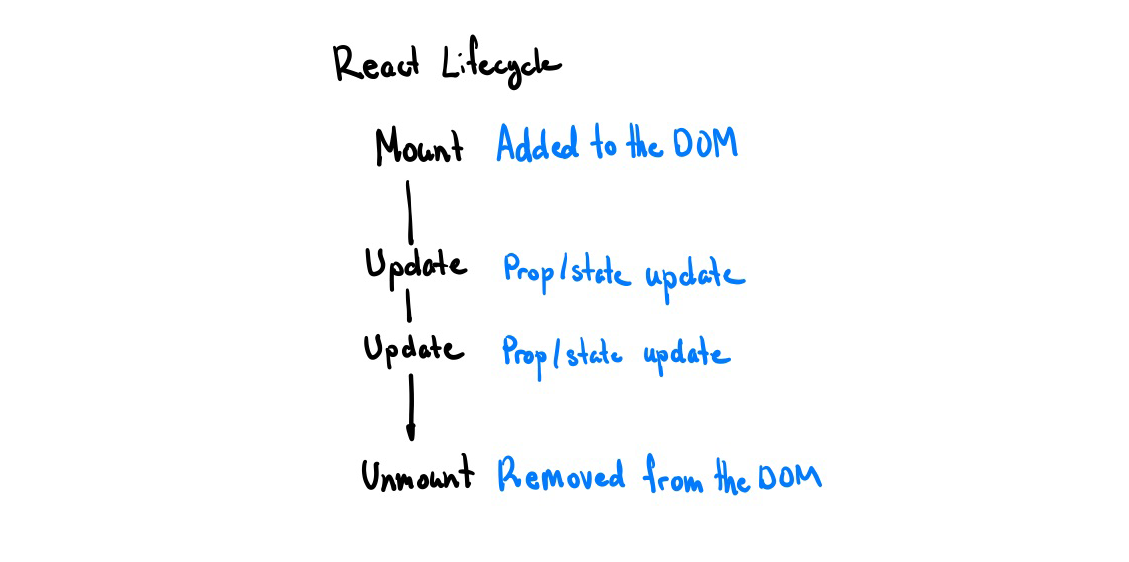 React Lifecycle
Mount Added to the DOM
Update Prop/state update
Update Prop/state update
Unmount Removed from the DOM